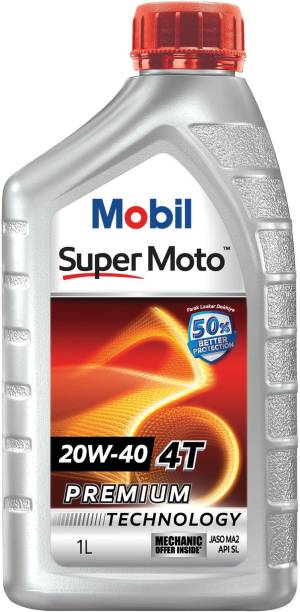 Mobil
Super Moto™
50%
BETTER
PROTECTION
20W-40 4T
PREMIUM
TECHNOLOGY
1L
MECHANIC
OFFER INSIDE*
JASO MA2
API SL